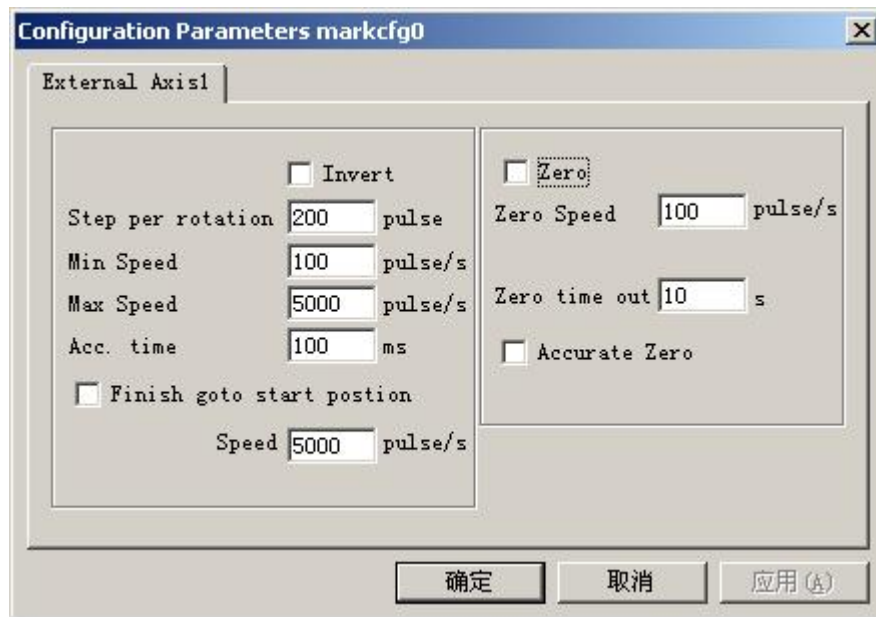 Configuration Parameters markcfg0
External Axis1
Invert
Step per rotation 200 pulse
Min Speed 100 pulse/s
Max Speed 5000 pulse/s
Acc. time 100 ms
Finish goto start postion
Speed 5000 pulse/s
Zero
Zero Speed 100 pulse/s
Zero time out 10 s
Accurate Zero
确定 取消 应用(A)